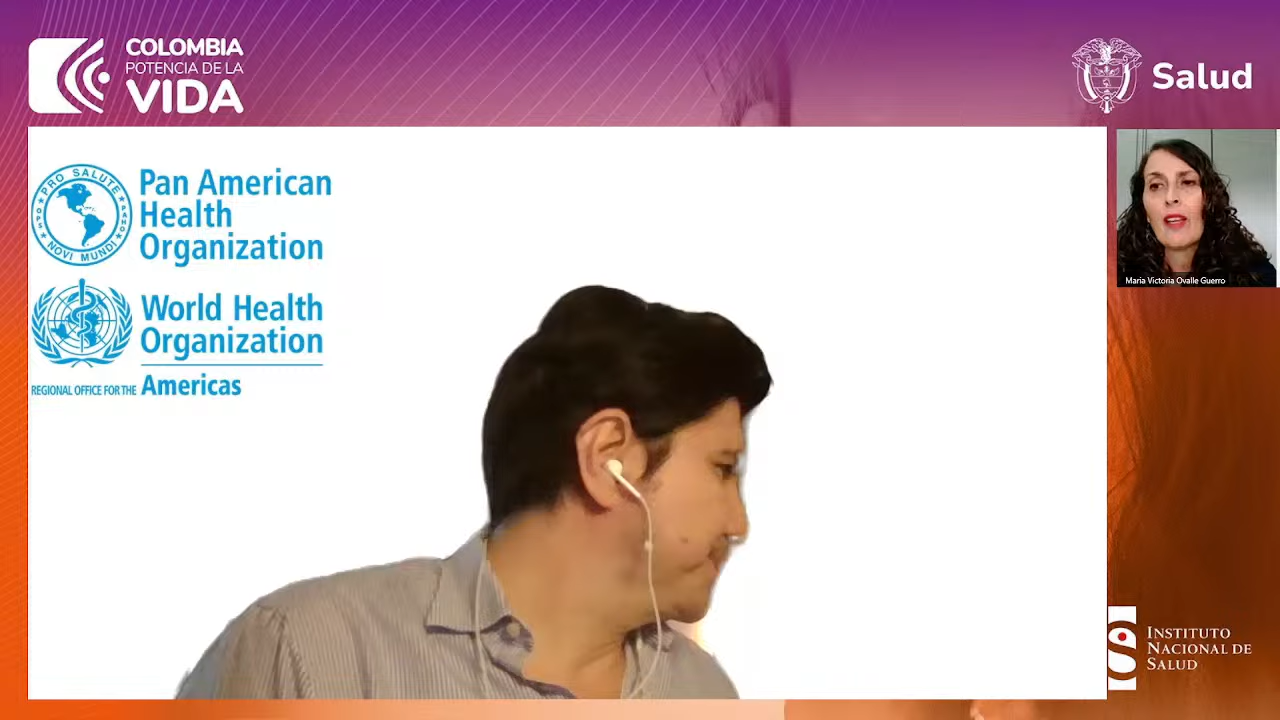 COLOMBIA
POTENCIA DE LA
VIDA
Salud
PRO SALUTE
NOVI MUNDI
Pan American
Health
Organization
World Health
Organization
REGIONAL OFFICE FOR THE Americas
Maria Victoria Ovalle Guerro
INSTITUTO
NACIONAL DE
SALUD